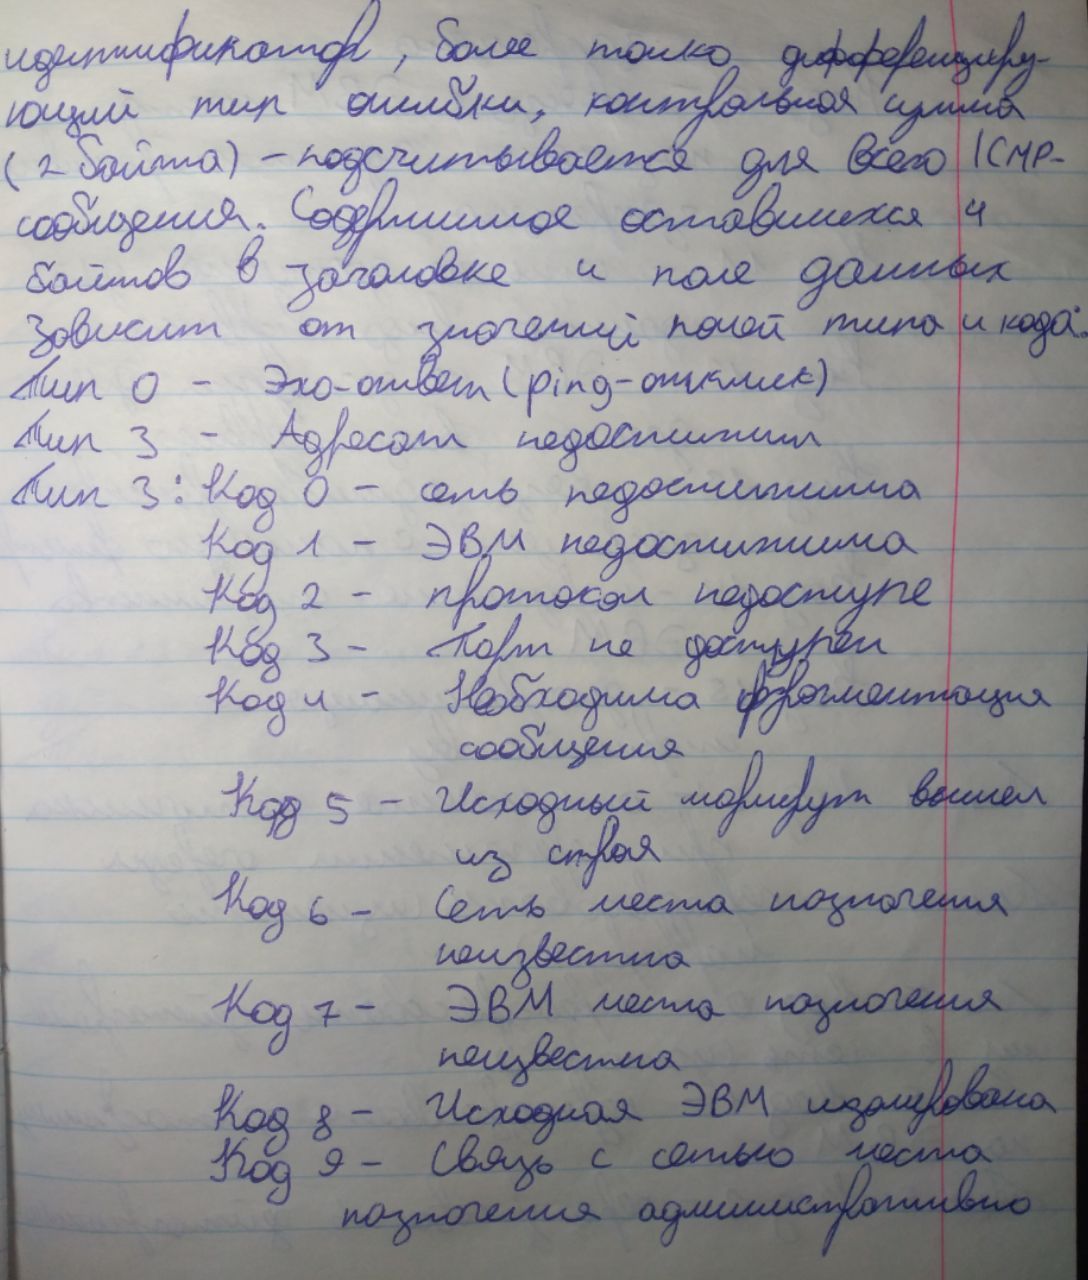 идентификатор, более тонко дифференциру-
ющий тип ошибки, контрольная сумма
(2 байта) - подсчитывается для всего ICMP-
сообщения. Содержимое оставшихся 4
байтов в заголовке и поле данных
зависит от значений полей типа и кода:
Тип 0 - Эхо-ответ (ping-отклик)
Тип 3 - Адресат недостижим
Тип 3: Код 0 - сеть недостижима
Код 1 - ЭВМ недостижима
Код 2 - протокол недоступе
Код 3 - Порт не доступен
Код 4 - Необходима фрагментация
сообщения
Код 5 - Исходный маршрут вышел
из строя
Код 6 - Сеть места назначения
неизвестна
Код 7 - ЭВМ места назначения
неизвестна
Код 8 - Исходная ЭВМ изолирована
Код 9 - Связь с сетью места
назначения административно